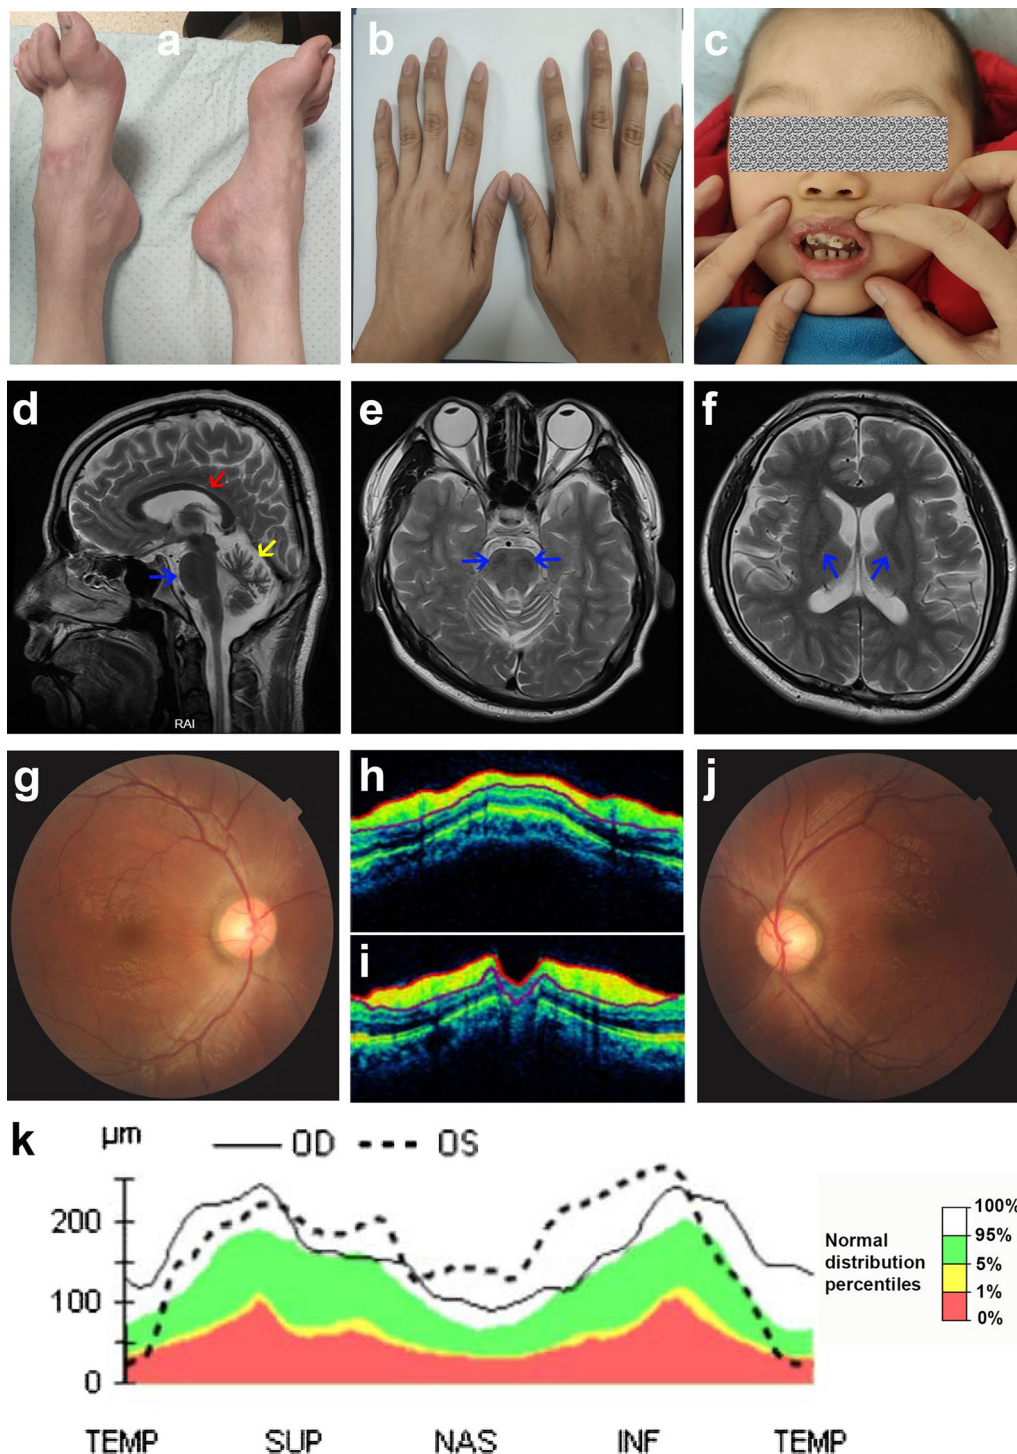 a
b
c
d
e
f
RAI
g
h
i
j
k
µm
OD
OS
200
100
0
TEMP
SUP
NAS
INF
TEMP
Normal
distribution
percentiles
100%
95%
5%
1%
0%